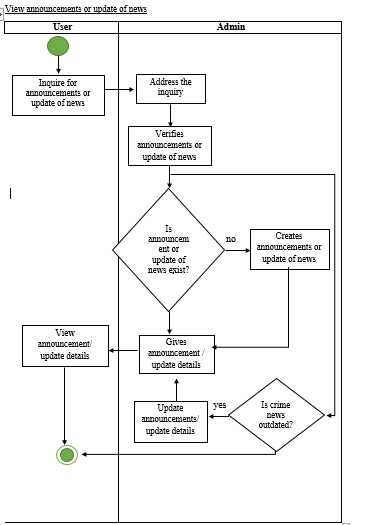 View announcements or update of news
User
Admin
Inquire for
announcements or
update of news
Address the
inquiry
Verifies
announcements or
update of news
Is
announcem
ent or
update of
news exist?
no
Creates
announcements or
update of news
View
announcement/
update details
Gives
announcement /
update details
Update
announcements/
update details
yes
Is crime
news
outdated?